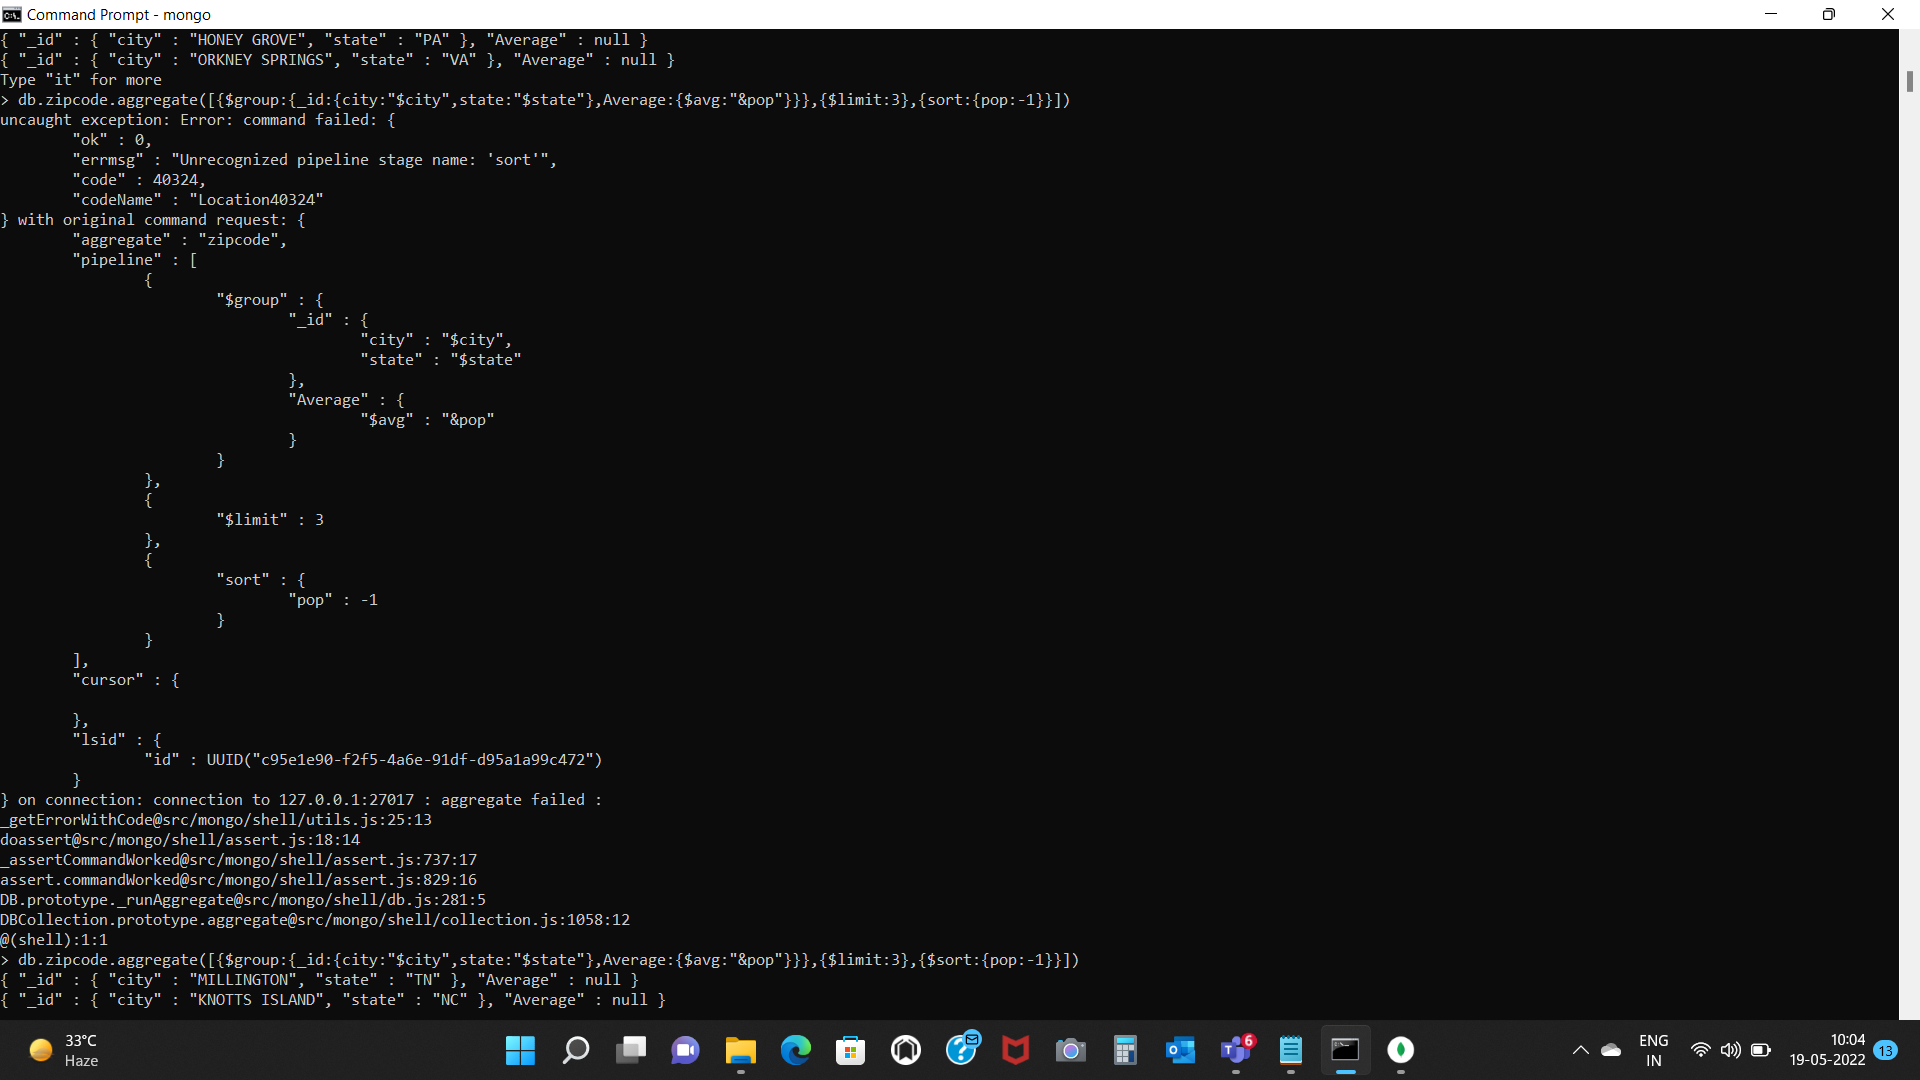 Command Prompt - mongo
{ "_id" : { "city" : "HONEY GROVE", "state" : "PA" }, "Average" : null }
{ "_id" : { "city" : "ORKNEY SPRINGS", "state" : "VA" }, "Average" : null }
Type "it" for more
> db.zipcode.aggregate([{$group:{_id:{city:"$city",state:"$state"},Average:{$avg:"&pop"}}},{$limit:3},{sort:{pop:-1}}])
uncaught exception: Error: command failed: {
        "ok" : 0,
        "errmsg" : "Unrecognized pipeline stage name: 'sort'",
        "code" : 40324,
        "codeName" : "Location40324"
} with original command request: {
        "aggregate" : "zipcode",
        "pipeline" : [
                {
                        "$group" : {
                                "_id" : {
                                        "city" : "$city",
                                        "state" : "$state"
                                },
                                "Average" : {
                                        "$avg" : "&pop"
                                }
                        }
                },
                {
                        "$limit" : 3
                },
                {
                        "sort" : {
                                "pop" : -1
                        }
                }
        ],
        "cursor" : {

        },
        "lsid" : {
                "id" : UUID("c95e1e90-f2f5-4a6e-91df-d95a1a99c472")
        }
} on connection: connection to 127.0.0.1:27017 : aggregate failed :
_getErrorWithCode@src/mongo/shell/utils.js:25:13
doassert@src/mongo/shell/assert.js:18:14
_assertCommandWorked@src/mongo/shell/assert.js:737:17
assert.commandWorked@src/mongo/shell/assert.js:829:16
DB.prototype._runAggregate@src/mongo/shell/db.js:281:5
DBCollection.prototype.aggregate@src/mongo/shell/collection.js:1058:12
@(shell):1:1
> db.zipcode.aggregate([{$group:{_id:{city:"$city",state:"$state"},Average:{$avg:"&pop"}}},{$limit:3},{$sort:{pop:-1}}])
{ "_id" : { "city" : "MILLINGTON", "state" : "TN" }, "Average" : null }
{ "_id" : { "city" : "KNOTTS ISLAND", "state" : "NC" }, "Average" : null }
33°C
Haze
6
ENG
IN
10:04
19-05-2022
13